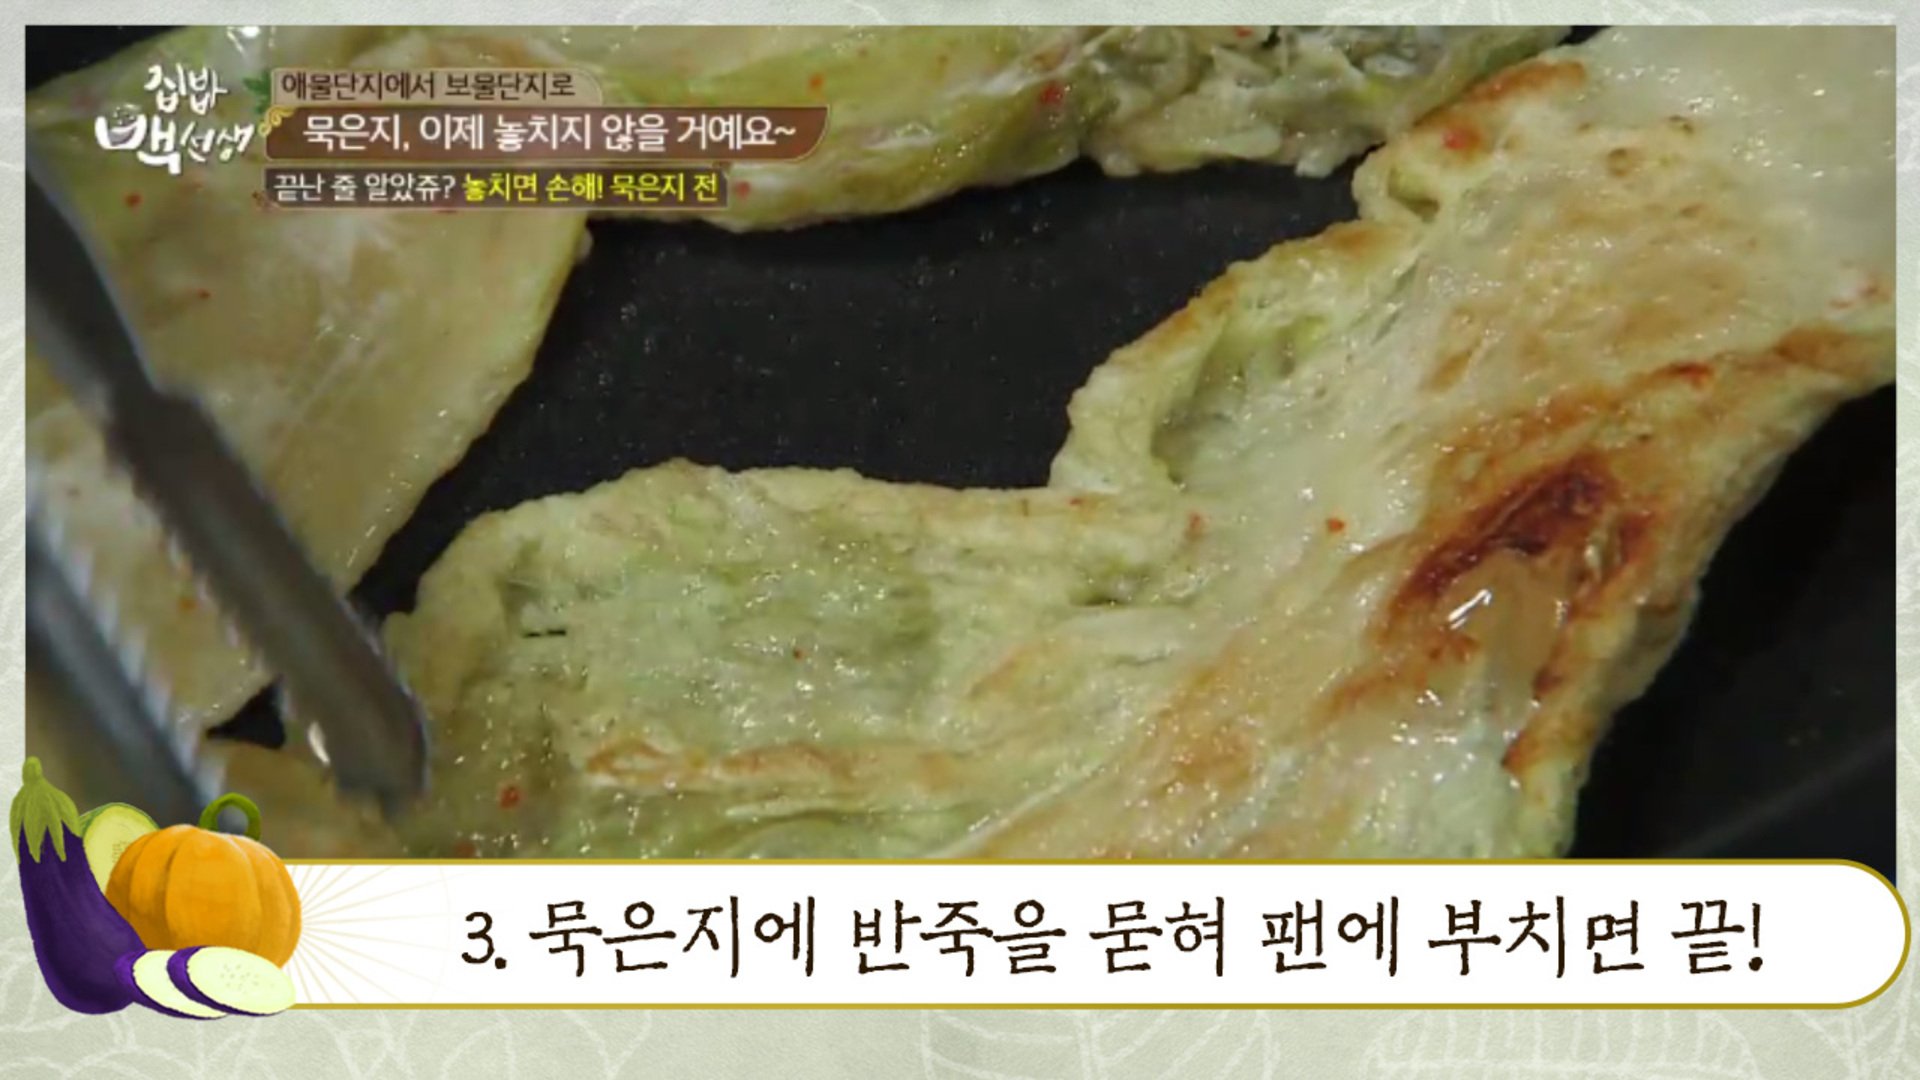 집밥
백선생
애물단지에서 보물단지로
묵은지, 이제 놓치지 않을 거예요~
끝난 줄 알았쥬? 놓치면 손해! 묵은지 전
3. 묵은지에 반죽을 묻혀 팬에 부치면 끝!